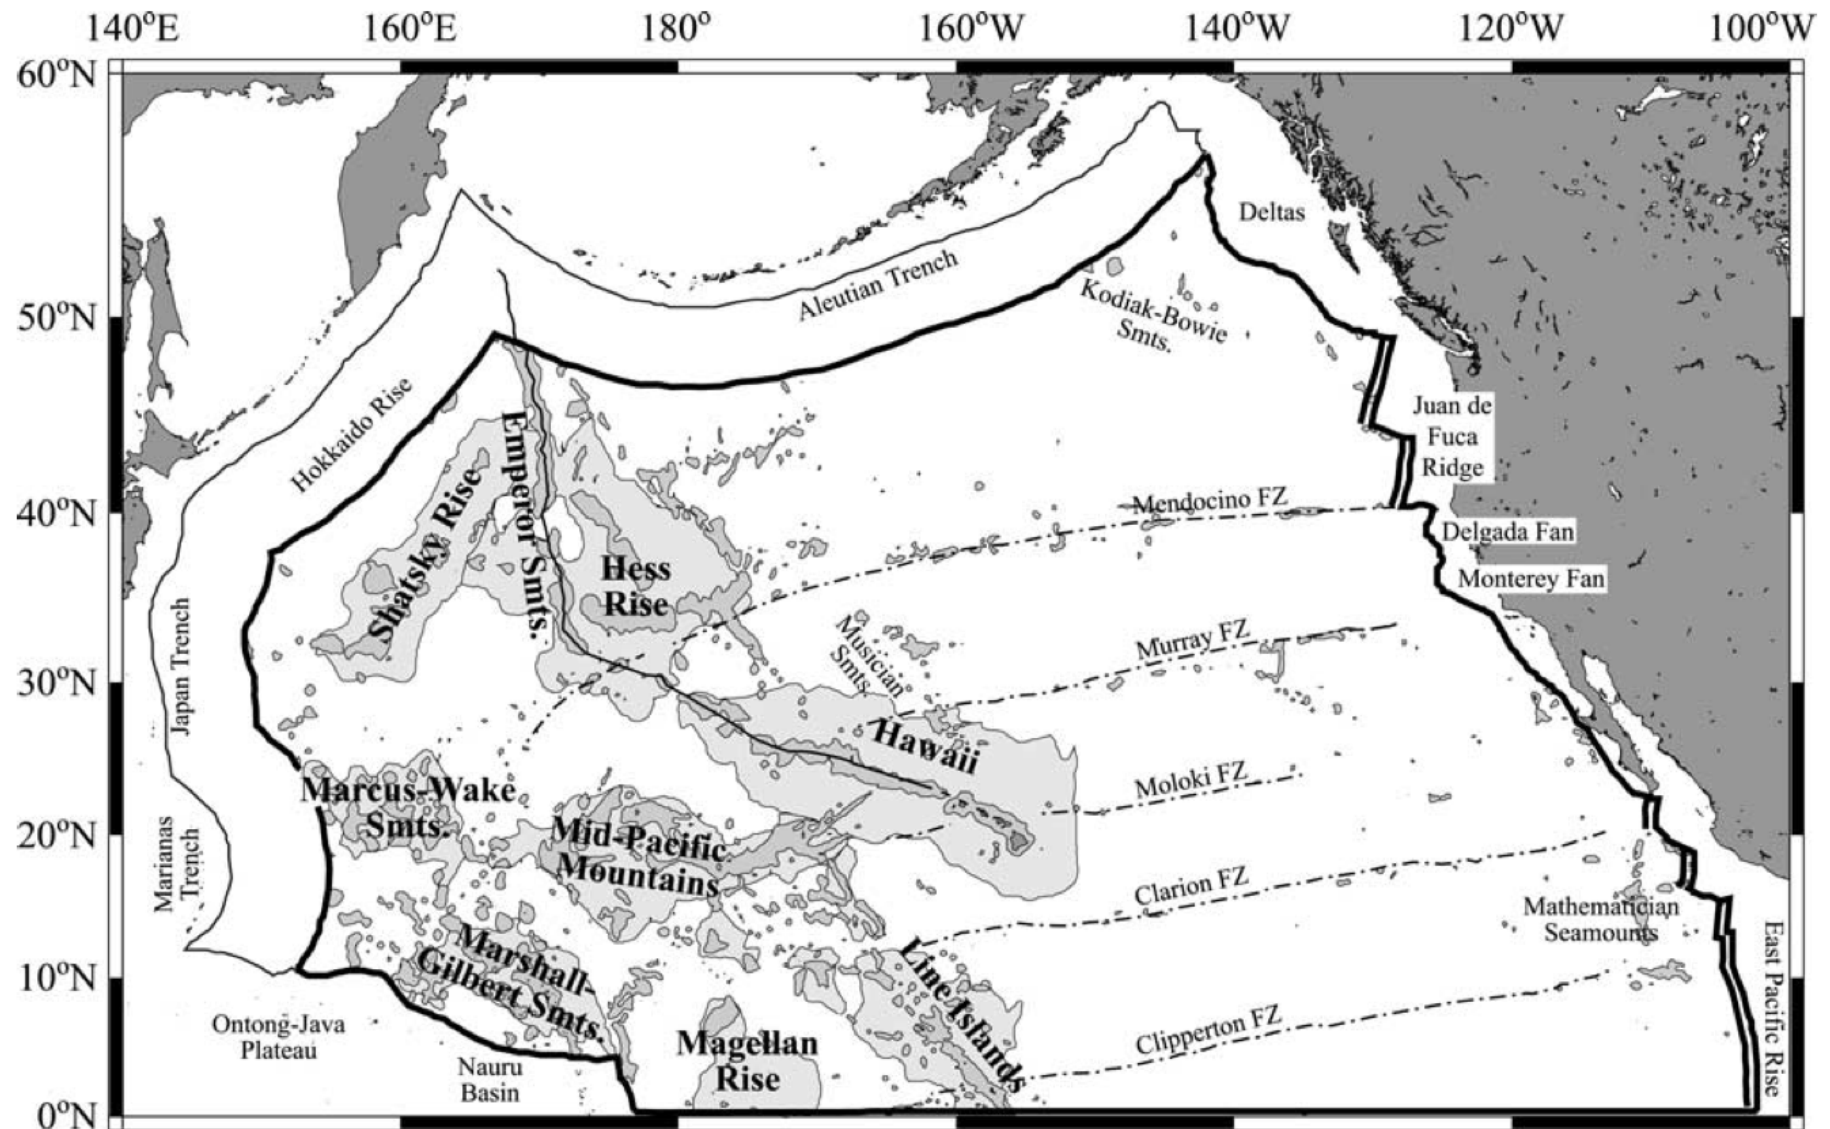 140°E 160°E 180° 160°W 140°W 120°W 100°W
60°N
50°N
40°N
30°N
20°N
10°N
0°N
Deltas
Aleutian Trench
Kodiak-Bowie
Smts.
Hokkaido Rise
Juan de
Fuca
Ridge
Emperor Smts.
Shatsky Rise
Mendocino FZ
Delgada Fan
Hess
Rise
Monterey Fan
Japan Trench
Musician
Smts.
Murray FZ
Hawaii
Moloki FZ
Marcus-Wake
Smts.
Mid-Pacific
Mountains
Marianas
Trench
Clarion FZ
Mathematician
Seamounts
Marshall-
Gilbert Smts.
Line Islands
East Pacific Rise
Ontong-Java
Plateau
Magellan
Rise
Clipperton FZ
Nauru
Basin